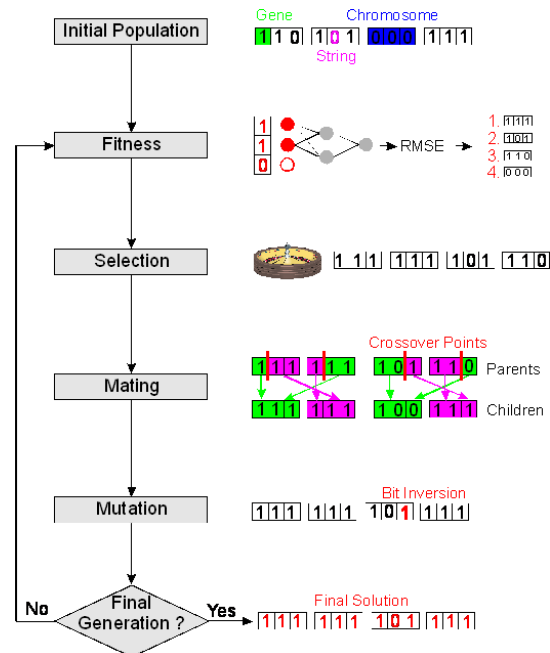 Gene Chromosome
Initial Population 1 1 0 1 0 1 0 0 0 1 1 1
String
1
1
0
Fitness
RMSE
1. 1 1 1
2. 1 0 1
3. 1 1 0
4. 0 0 0
Selection 1 1 1 1 1 1 1 0 1 1 1 0
Crossover Points
1 1 1 1 1 1 1 0 1 1 1 0 Parents
Mating
1 1 1 1 1 1 1 0 0 1 1 1 Children
Bit Inversion
Mutation 1 1 1 1 1 1 1 0 1 1 1 1
No
Final
Generation ?
Yes
Final Solution
1 1 1 1 1 1 1 0 1 1 1 1